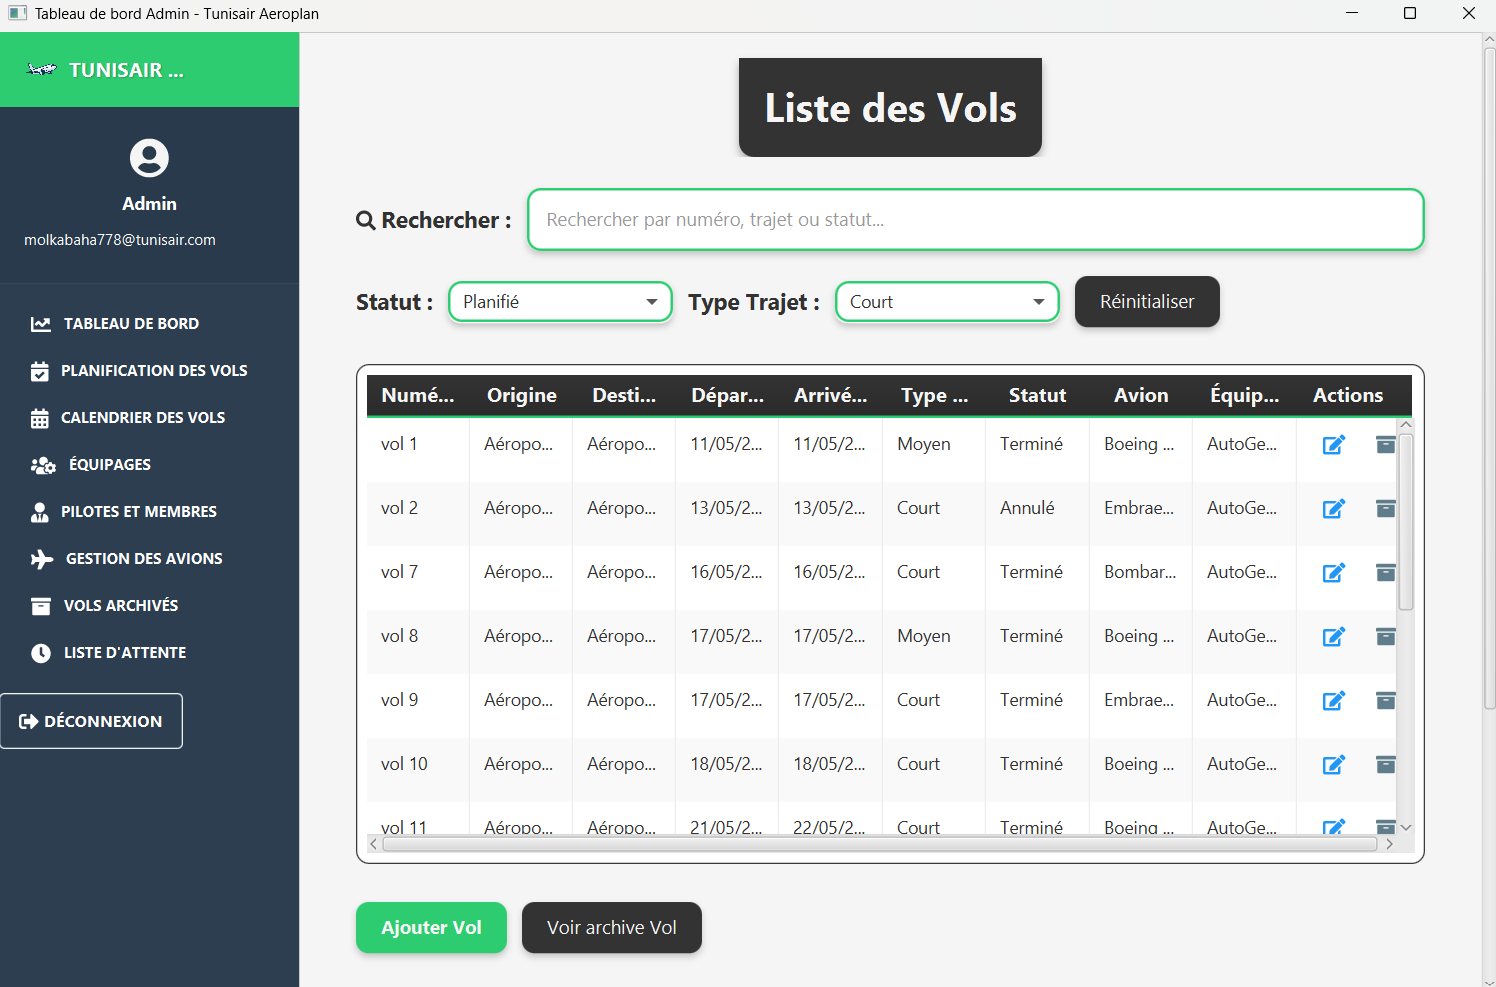 Tableau de bord Admin - Tunisair Aeroplan
TUNISAIR ...
Admin
molkabaha778@tunisair.com
TABLEAU DE BORD
PLANIFICATION DES VOLS
CALENDRIER DES VOLS
ÉQUIPAGES
PILOTES ET MEMBRES
GESTION DES AVIONS
VOLS ARCHIVÉS
LISTE D'ATTENTE
DÉCONNEXION
Liste des Vols
Rechercher : Rechercher par numéro, trajet ou statut...
Statut : Planifié Type Trajet : Court Réinitialiser
Numé... Origine Desti... Dépar... Arrivé... Type ... Statut Avion Équip... Actions
vol 1 Aéropo... Aéropo... 11/05/2... 11/05/2... Moyen Terminé Boeing ... AutoGe...
vol 2 Aéropo... Aéropo... 13/05/2... 13/05/2... Court Annulé Embrae... AutoGe...
vol 7 Aéropo... Aéropo... 16/05/2... 16/05/2... Court Terminé Bombar... AutoGe...
vol 8 Aéropo... Aéropo... 17/05/2... 17/05/2... Moyen Terminé Boeing ... AutoGe...
vol 9 Aéropo... Aéropo... 17/05/2... 17/05/2... Court Terminé Embrae... AutoGe...
vol 10 Aéropo... Aéropo... 18/05/2... 18/05/2... Court Terminé Boeing ... AutoGe...
vol 11 Aéropo... Aéropo... 21/05/2... 22/05/2... Court Terminé Boeing ... AutoGe...
Ajouter Vol Voir archive Vol